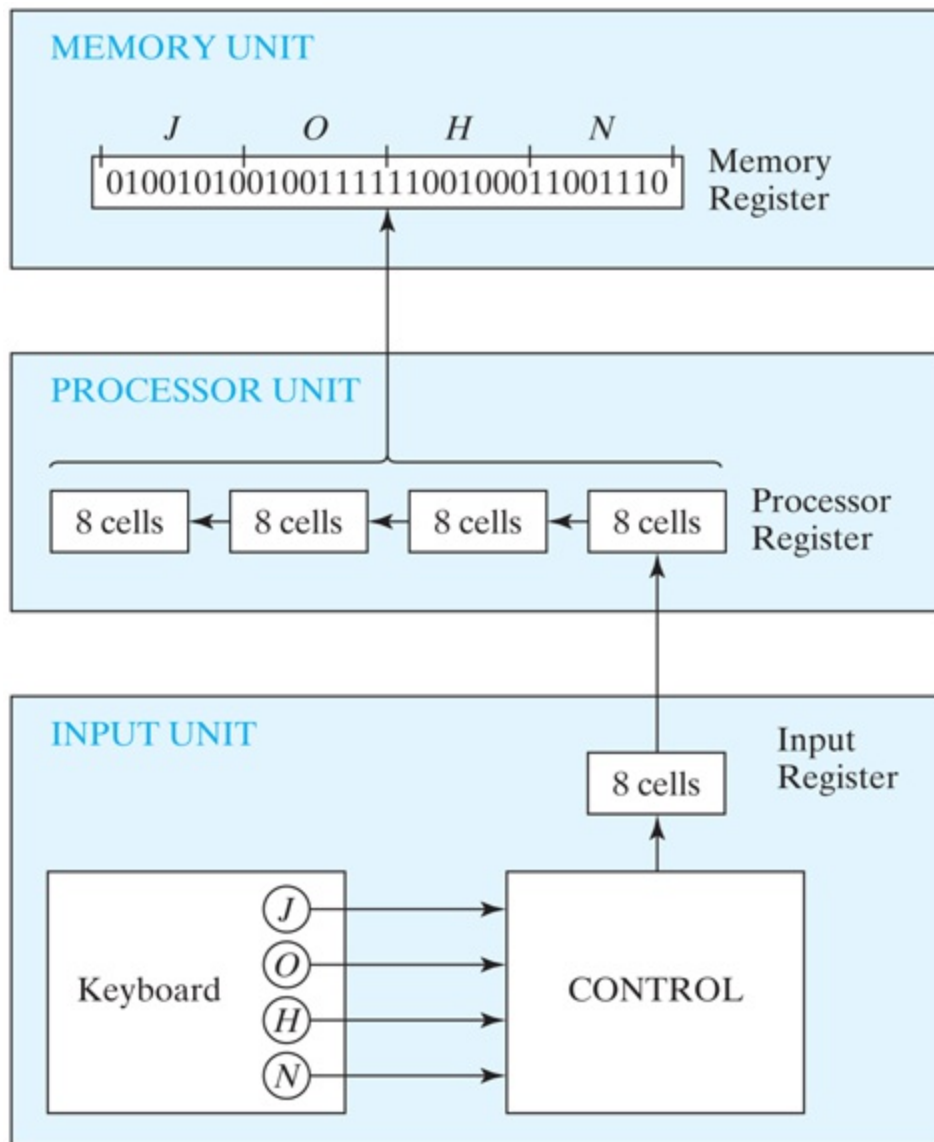 MEMORY UNIT
J O H N
01001010010011111100100011001110
Memory
Register
PROCESSOR UNIT
8 cells 8 cells 8 cells 8 cells
Processor
Register
INPUT UNIT
Input
Register
8 cells
J
O
Keyboard
H
N
CONTROL